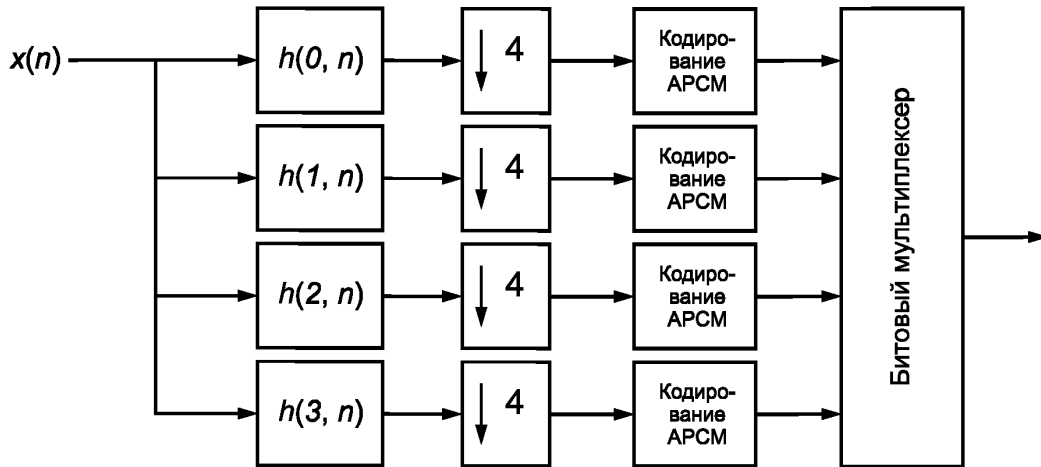 x(n)
h(0, n)
4
Кодиро-
вание
АРСМ
h(1, n)
4
Кодиро-
вание
АРСМ
h(2, n)
4
Кодиро-
вание
АРСМ
h(3, n)
4
Кодиро-
вание
АРСМ
Битовый мультиплексер